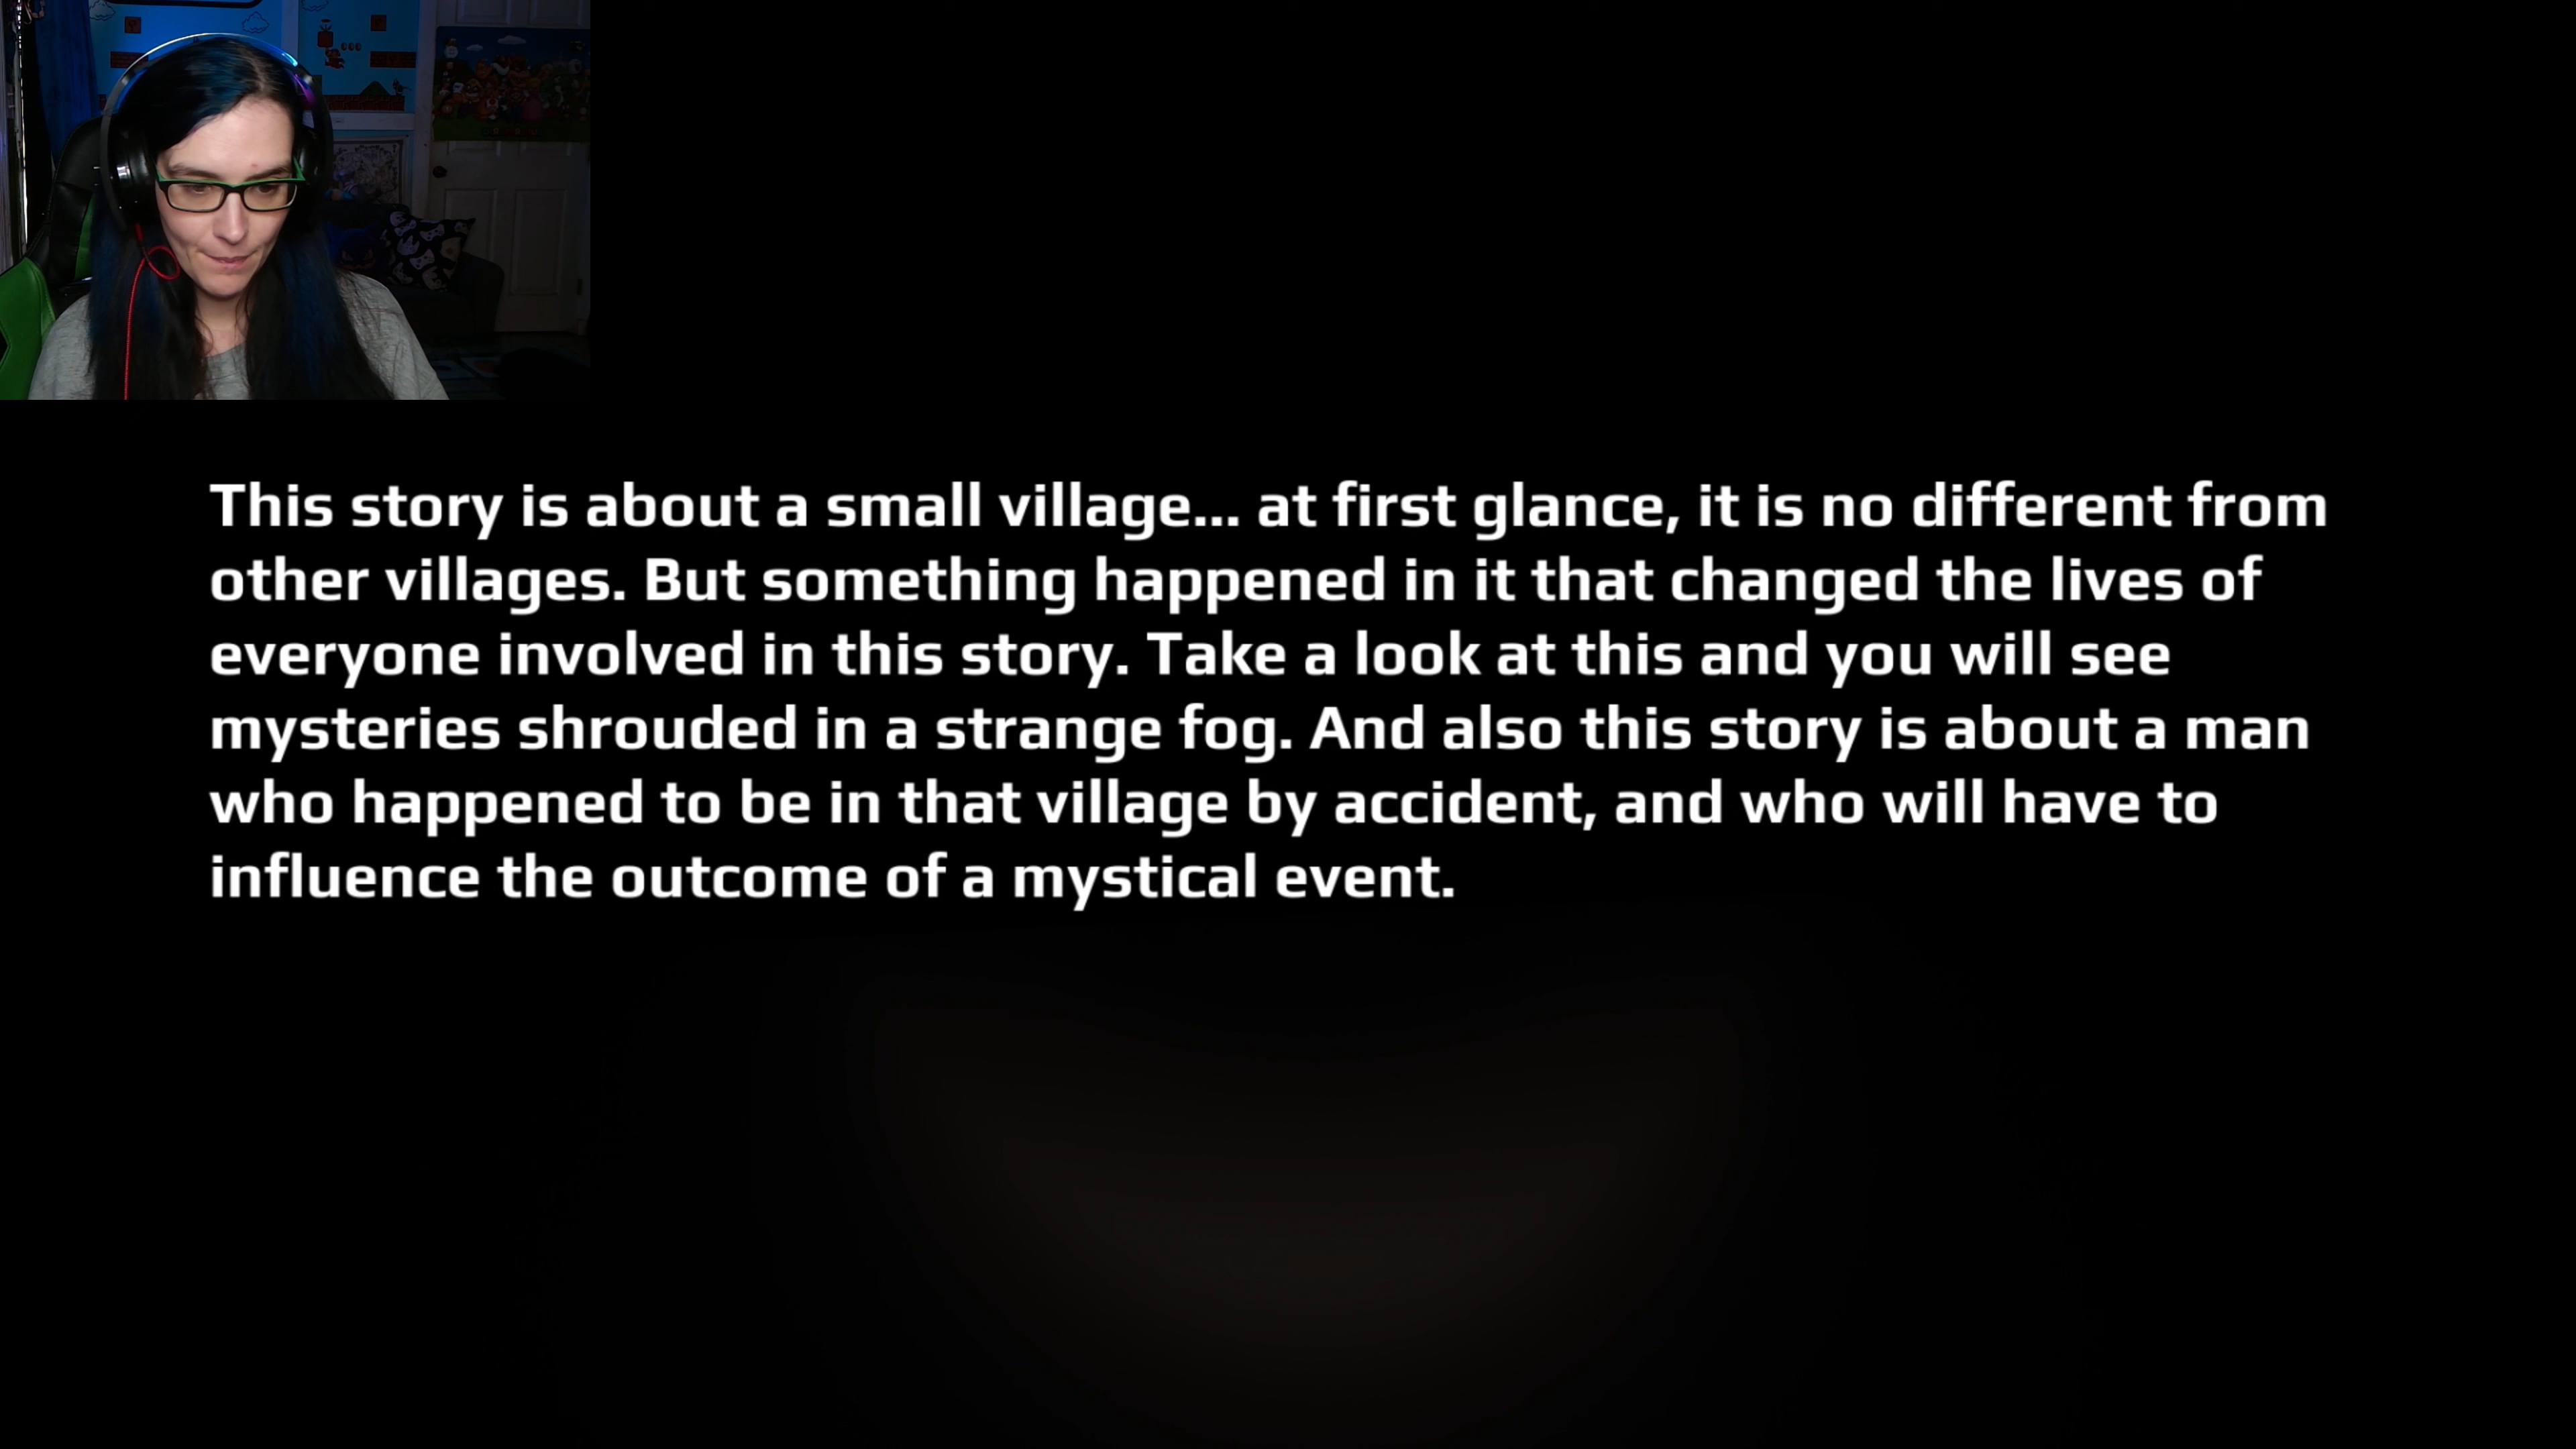 This story is about a small village... at first glance, it is no different from
other villages. But something happened in it that changed the lives of
everyone involved in this story. Take a look at this and you will see
mysteries shrouded in a strange fog. And also this story is about a man
who happened to be in that village by accident, and who will have to
influence the outcome of a mystical event.